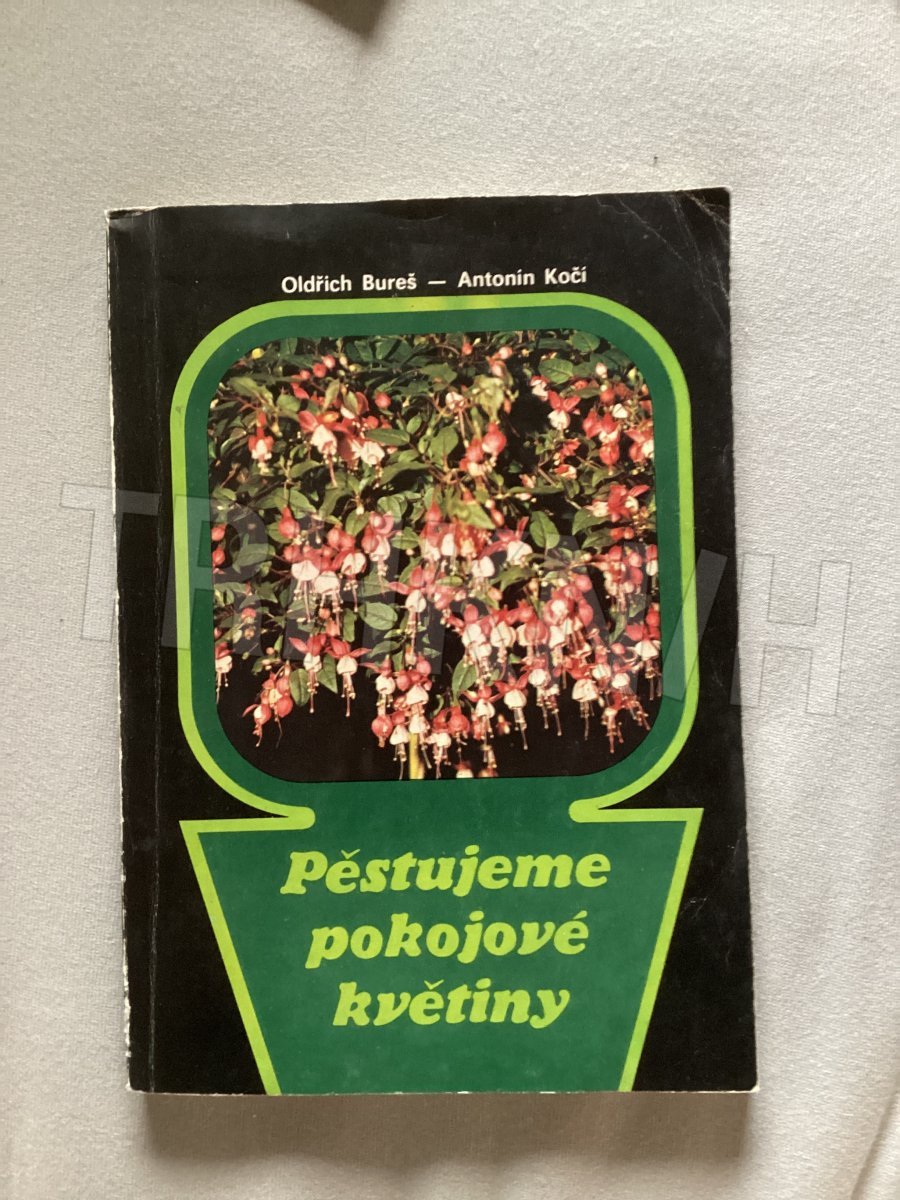 Oldřich Bureš — Antonín Kočí
Pěstujeme
pokojové
květiny